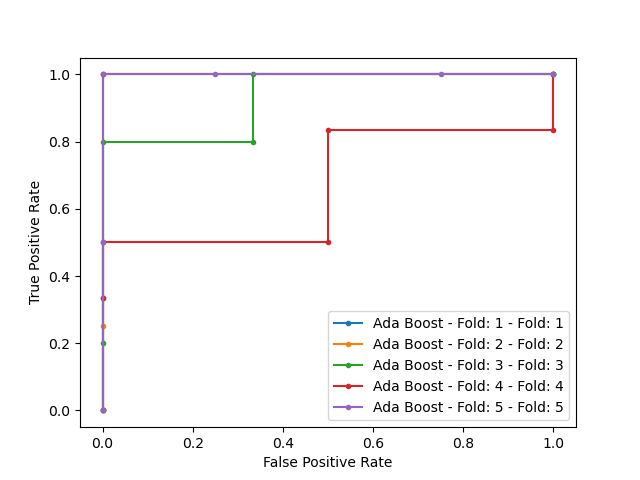 1.0
0.8
0.6
0.4
0.2
0.0
True Positive Rate
Ada Boost - Fold: 1 - Fold: 1
Ada Boost - Fold: 2 - Fold: 2
Ada Boost - Fold: 3 - Fold: 3
Ada Boost - Fold: 4 - Fold: 4
Ada Boost - Fold: 5 - Fold: 5
0.0 0.2 0.4 0.6 0.8 1.0
False Positive Rate